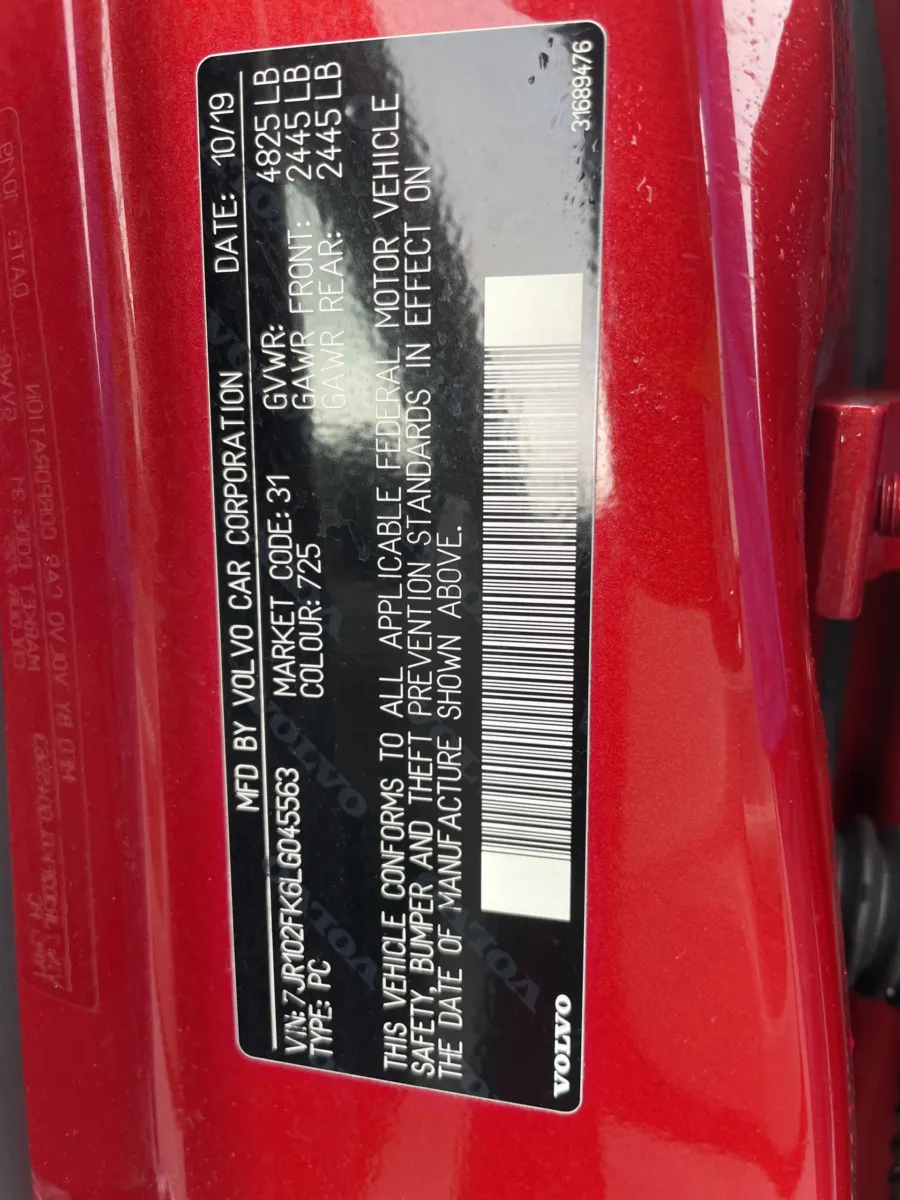 MFD BY VOLVO CAR CORPORATION DATE: 10/19
VIN: 7JR102FK6LG045563 MARKET CODE: 31 GVWR: 4825 LB
TYPE: PC COLOUR: 725 GAWR FRONT: 2445 LB
GAWR REAR: 2445 LB
THIS VEHICLE CONFORMS TO ALL APPLICABLE FEDERAL MOTOR VEHICLE
SAFETY, BUMPER AND THEFT PREVENTION STANDARDS IN EFFECT ON
THE DATE OF MANUFACTURE SHOWN ABOVE.
VOLVO 31689476